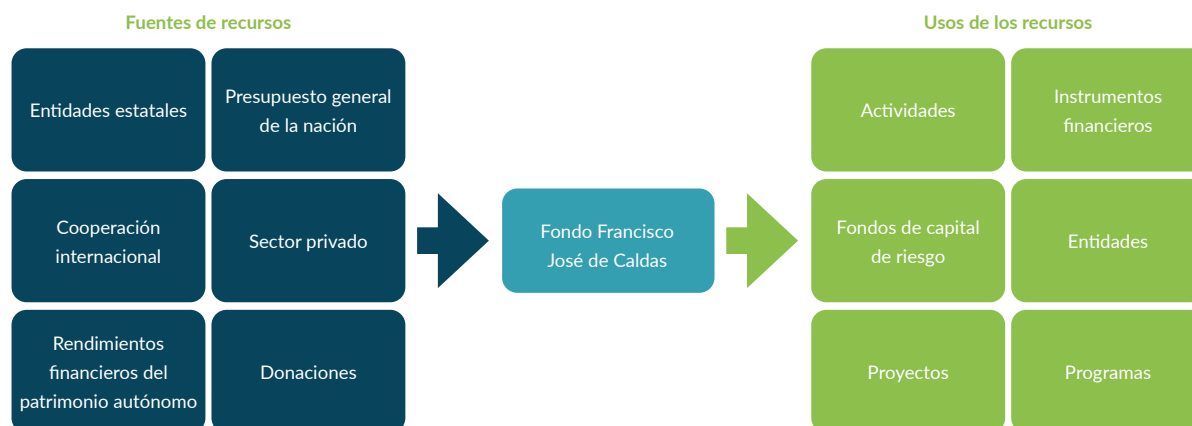 Fuentes de recursos
Entidades estatales
Presupuesto general
de la nación
Cooperación
internacional
Sector privado
Rendimientos
financieros del
patrimonio autónomo
Donaciones
Fondo Francisco
José de Caldas
Usos de los recursos
Actividades
Instrumentos
financieros
Fondos de capital
de riesgo
Entidades
Proyectos
Programas